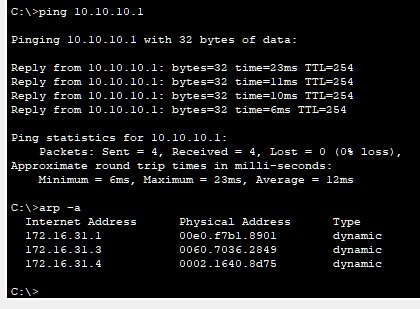 C:\>ping 10.10.10.1
Pinging 10.10.10.1 with 32 bytes of data:
Reply from 10.10.10.1: bytes=32 time=23ms TTL=254
Reply from 10.10.10.1: bytes=32 time=11ms TTL=254
Reply from 10.10.10.1: bytes=32 time=10ms TTL=254
Reply from 10.10.10.1: bytes=32 time=6ms TTL=254
Ping statistics for 10.10.10.1:
Packets: Sent = 4, Received = 4, Lost = 0 (0% loss),
Approximate round trip times in milli-seconds:
Minimum = 6ms, Maximum = 23ms, Average = 12ms
C:\>arp -a
Internet Address Physical Address Type
172.16.31.1 00e0.f7b1.8901 dynamic
172.16.31.3 0060.7036.2849 dynamic
172.16.31.4 0002.1640.8d75 dynamic
C:\>